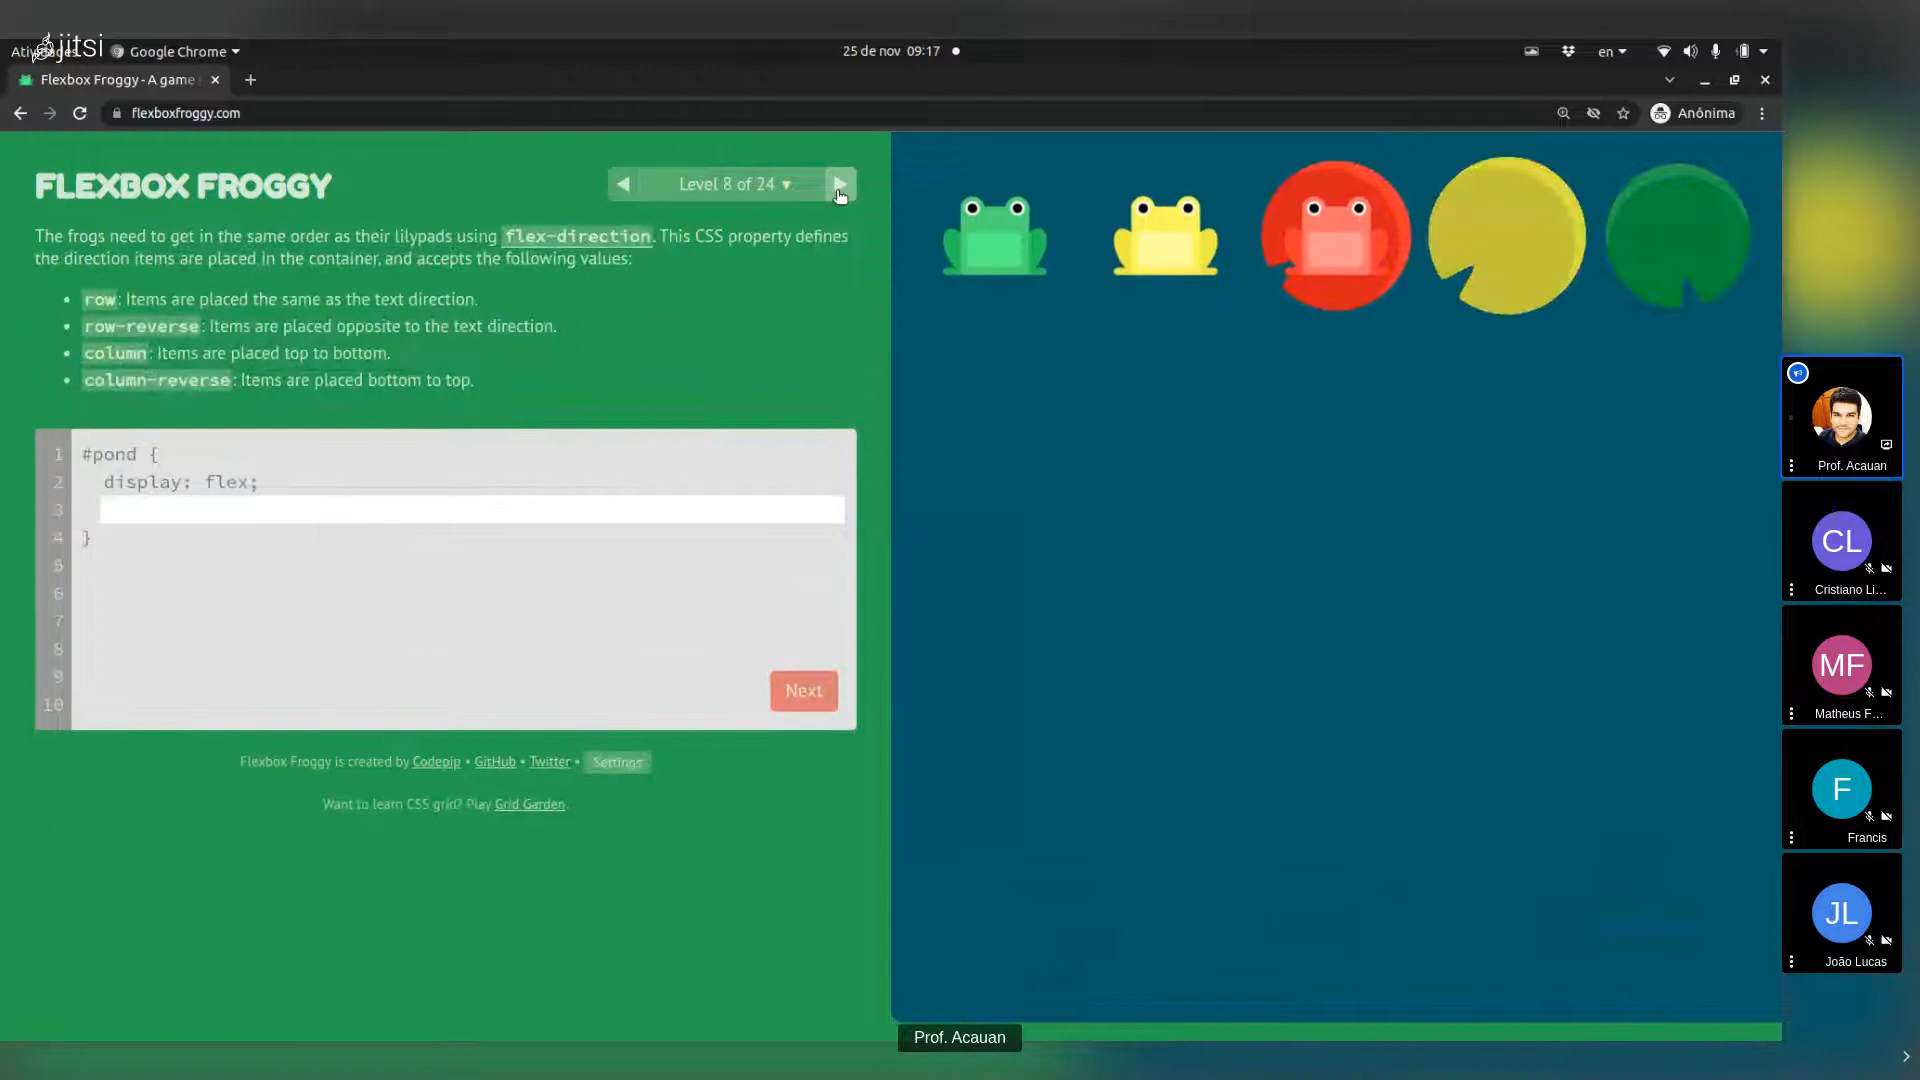 jitsi
Google Chrome
25 de nov 09:17
en
Flexbox Froggy - A game
flexboxfroggy.com
Anônima
FLEXBOX FROGGY
Level 8 of 24 ▼
The frogs need to get in the same order as their lilypads using flex-direction. This CSS property defines
the direction items are placed in the container, and accepts the following values:
• row: Items are placed the same as the text direction.
• row-reverse: Items are placed opposite to the text direction.
• column: Items are placed top to bottom.
• column-reverse: Items are placed bottom to top.
1 #pond {
2 display: flex;
3
4 }
5
6
7
8
9
10
Next
Flexbox Froggy is created by Codepip • GitHub • Twitter • Settings
Want to learn CSS grid? Play Grid Garden.
Prof. Acauan
CL
Cristiano Li...
MF
Matheus F...
F
Francis
JL
João Lucas
Prof. Acauan